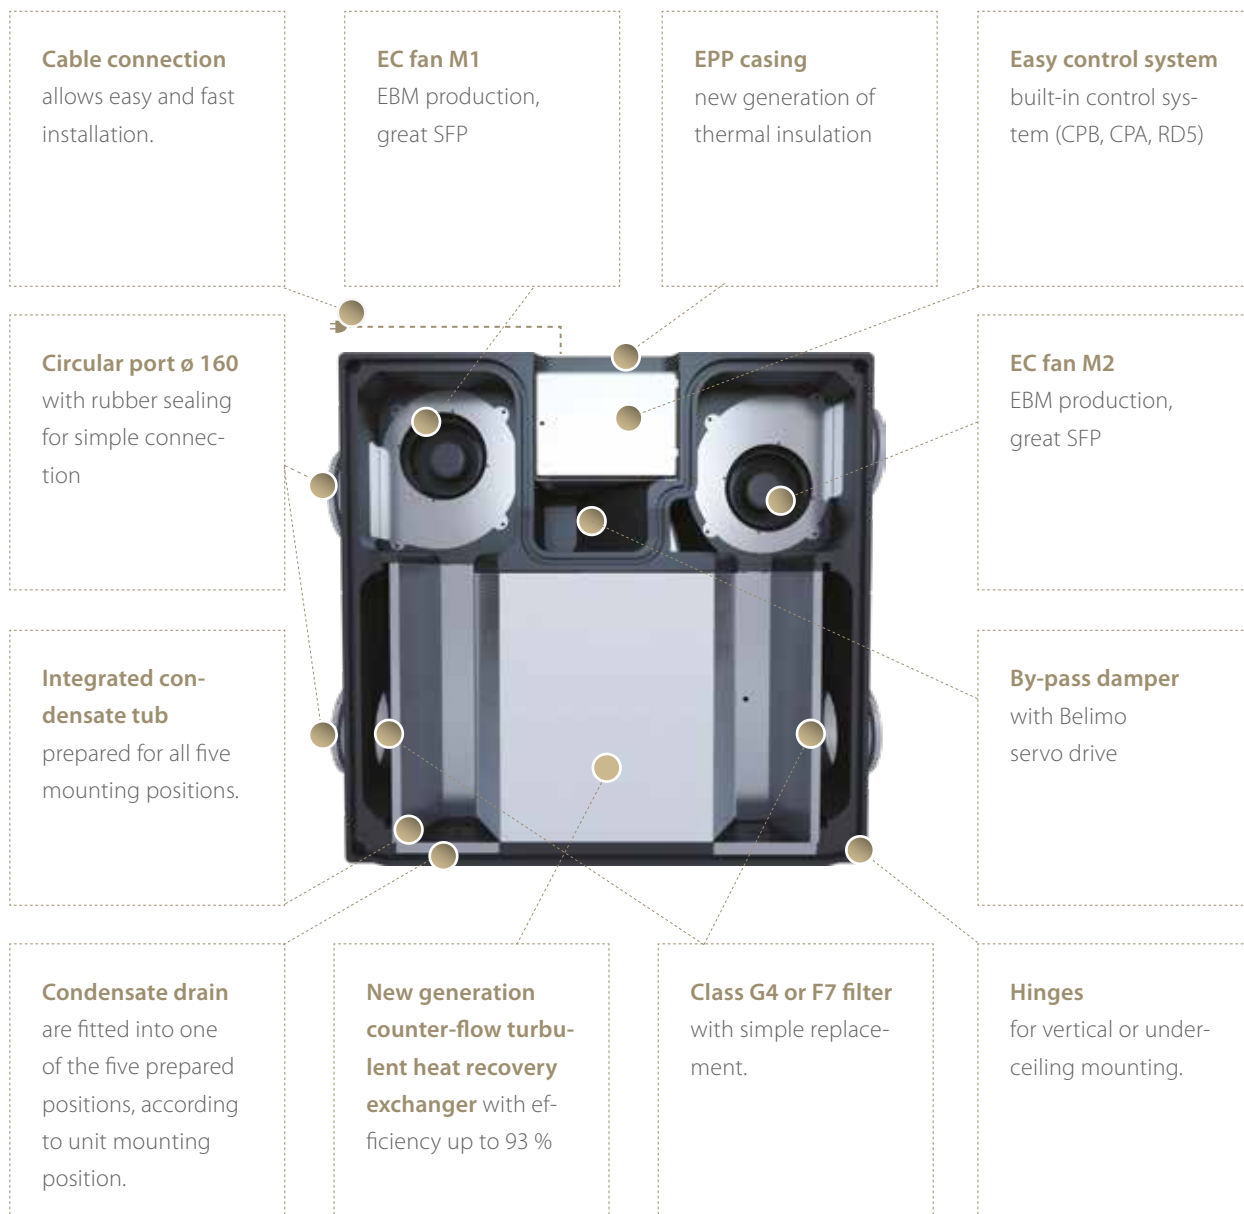 Cable connection
allows easy and fast
installation.
EC fan M1
EBM production,
great SFP
EPP casing
new generation of
thermal insulation
Easy control system
built-in control sys-
tem (CPB, CPA, RD5)
Circular port ø 160
with rubber sealing
for simple connec-
tion
EC fan M2
EBM production,
great SFP
Integrated con-
densate tub
prepared for all five
mounting positions.
By-pass damper
with Belimo
servo drive
Condensate drain
are fitted into one
of the five prepared
positions, according
to unit mounting
position.
New generation
counter-flow turbu-
lent heat recovery
exchanger with ef-
ficiency up to 93 %
Class G4 or F7 filter
with simple replace-
ment.
Hinges
for vertical or under-
ceiling mounting.